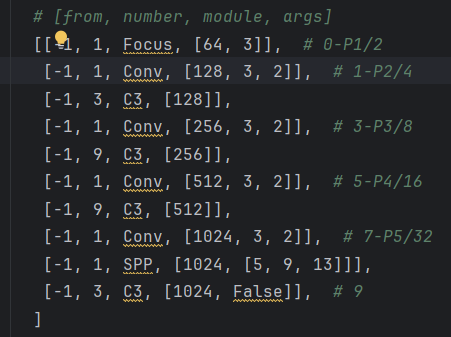 # [from, number, module, args]
[[-1, 1, Focus, [64, 3]],  # 0-P1/2
[-1, 1, Conv, [128, 3, 2]],  # 1-P2/4
[-1, 3, C3, [128]],
[-1, 1, Conv, [256, 3, 2]],  # 3-P3/8
[-1, 9, C3, [256]],
[-1, 1, Conv, [512, 3, 2]],  # 5-P4/16
[-1, 9, C3, [512]],
[-1, 1, Conv, [1024, 3, 2]],  # 7-P5/32
[-1, 1, SPP, [1024, [5, 9, 13]]],
[-1, 3, C3, [1024, False]],  # 9
]